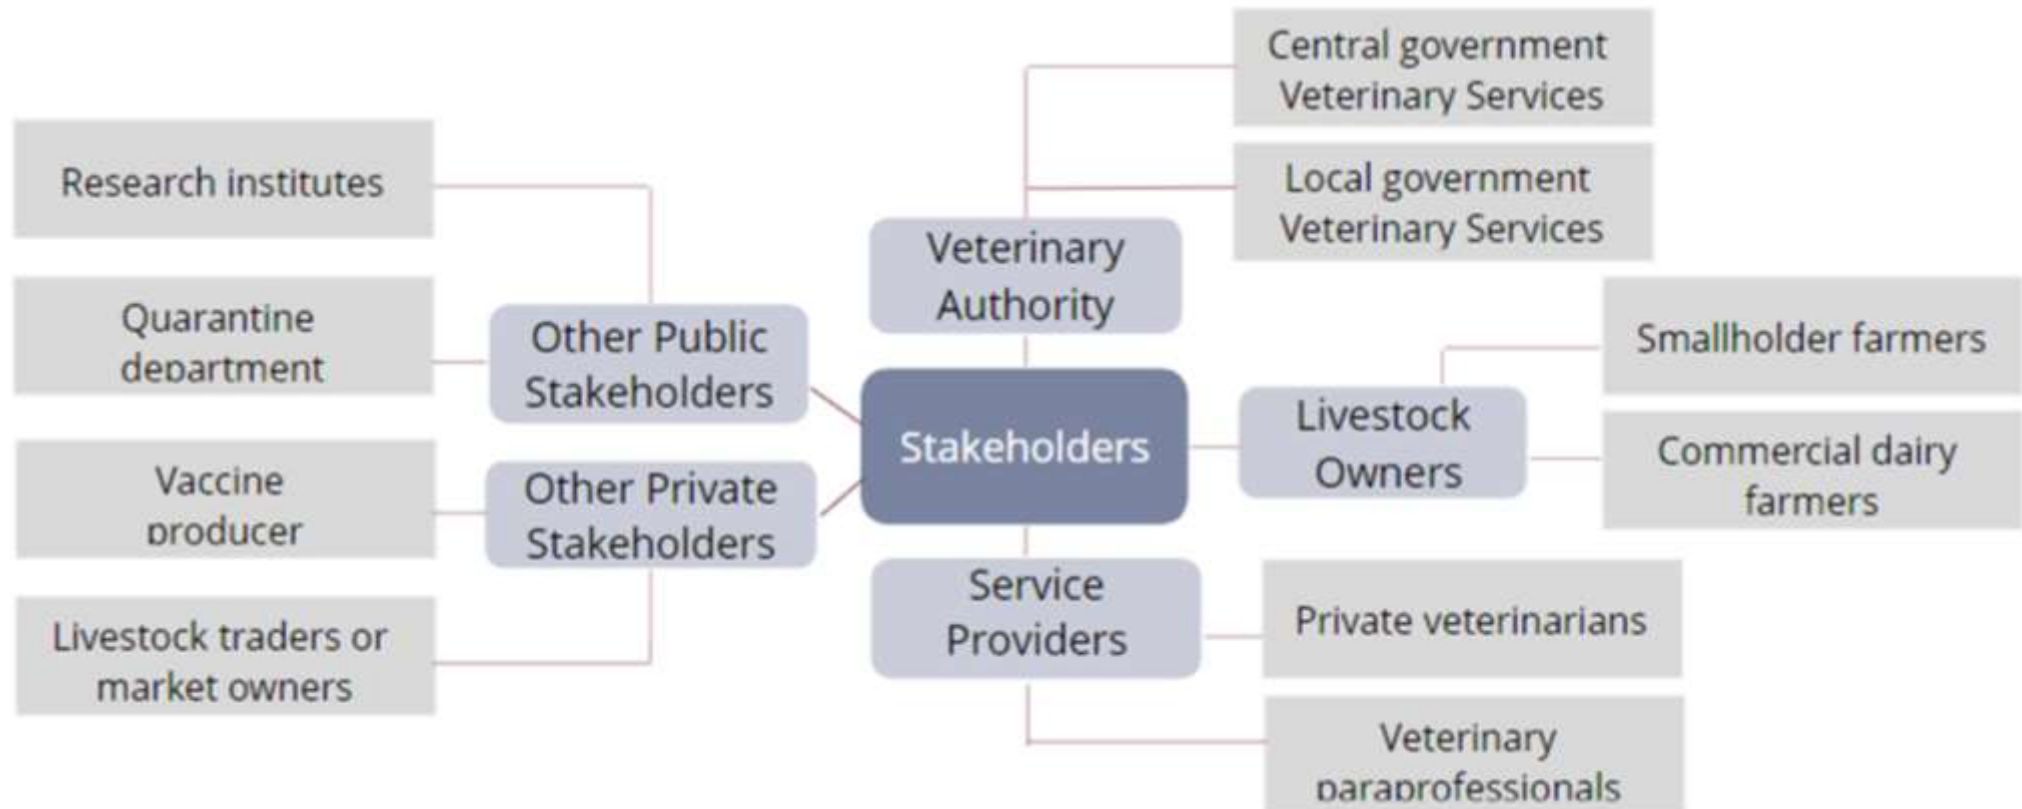 Central government
Veterinary Services
Local government
Veterinary Services
Research institutes
Quarantine
department
Vaccine
producer
Livestock traders or
market owners
Other Public
Stakeholders
Other Private
Stakeholders
Veterinary
Authority
Stakeholders
Service
Providers
Livestock
Owners
Smallholder farmers
Commercial dairy
farmers
Private veterinarians
Veterinary
paraprofessionals